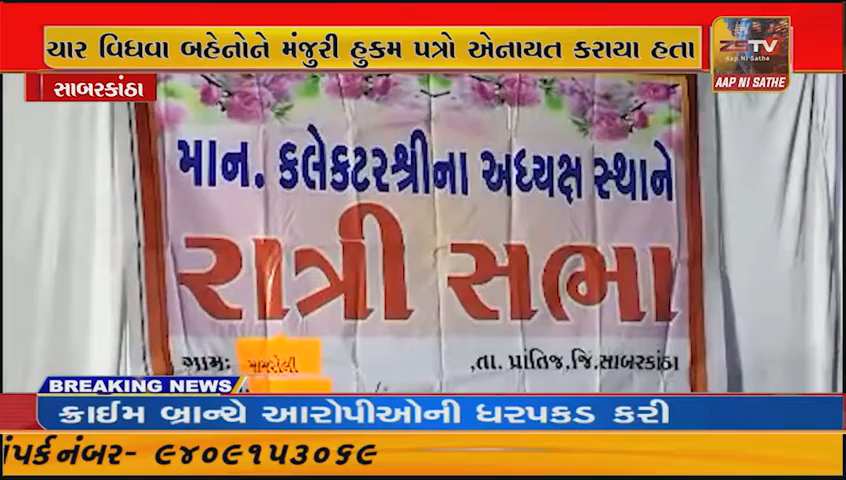 ચાર વિધવા બહેનોને મંજુરી હુકમ પત્રો એનાયત કરાયા હતા
ZSTV
Aap Ni Sathe
AAP NI SATHE
સાબરકાંઠા
માન. કલેકટરશ્રીના અધ્યક્ષ સ્થાને
રાત્રી સભા
ગામઃ મામરોલી ,તા. પ્રાંતિજ,જિ.સાબરકાંઠા
BREAKING NEWS
ક્રાઈમ બ્રાન્ચે આરોપીઓની ધરપકડ કરી
સંપર્ક નંબર- ૯૪૦૯૧૫૩૦૬૯